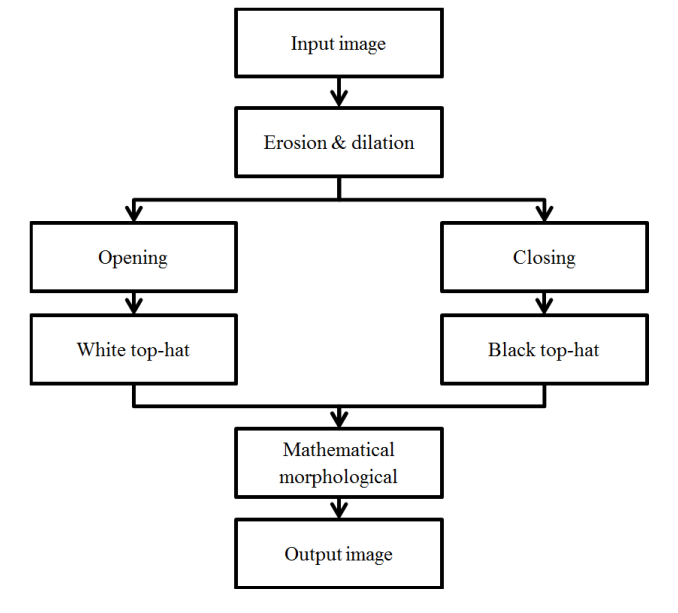 Input image
Erosion & dilation
Opening
Closing
White top-hat
Black top-hat
Mathematical
morphological
Output image